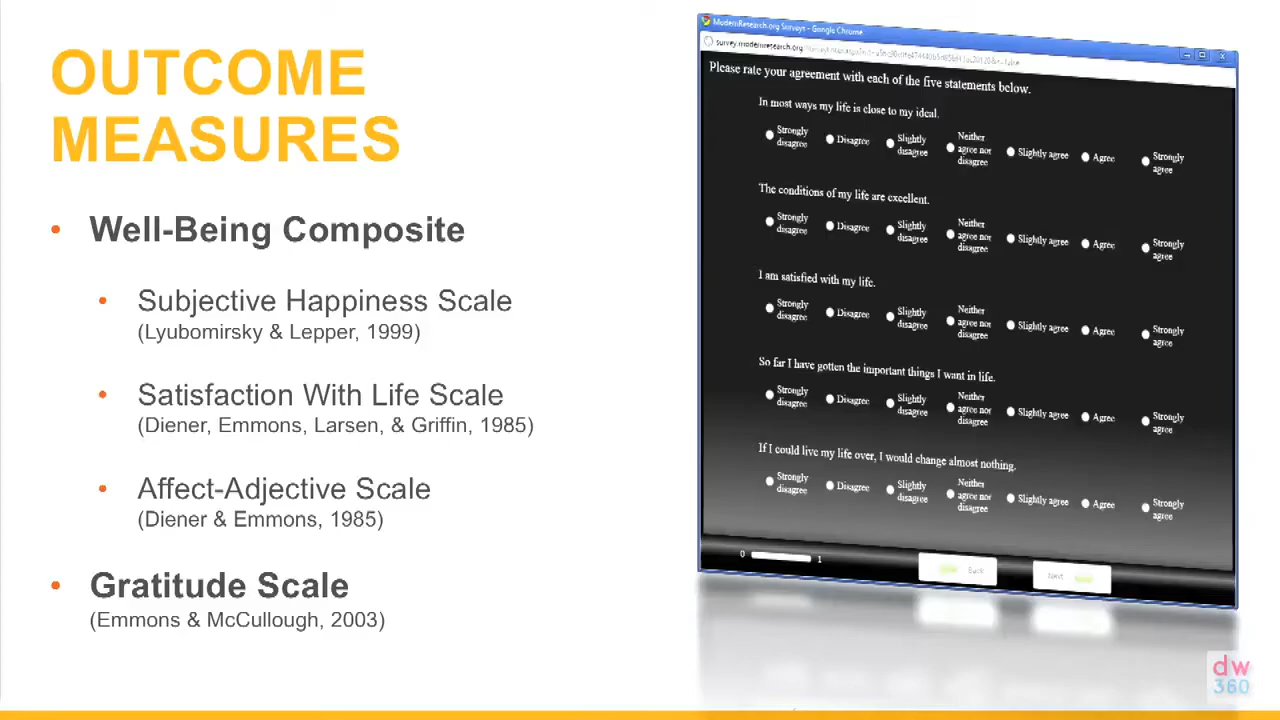 OUTCOME
MEASURES
• Well-Being Composite
• Subjective Happiness Scale
(Lyubomirsky & Lepper, 1999)
• Satisfaction With Life Scale
(Diener, Emmons, Larsen, & Griffin, 1985)
• Affect-Adjective Scale
(Diener & Emmons, 1985)
• Gratitude Scale
(Emmons & McCullough, 2003)
ModernResearch.org Surveys - Google Chrome
survey.modernresearch.org
Please rate your agreement with each of the five statements below.
In most ways my life is close to my ideal.
Strongly disagree Disagree Slightly disagree Neither agree nor disagree Slightly agree Agree Strongly agree
The conditions of my life are excellent.
Strongly disagree Disagree Slightly disagree Neither agree nor disagree Slightly agree Agree Strongly agree
I am satisfied with my life.
Strongly disagree Disagree Slightly disagree Neither agree nor disagree Slightly agree Agree Strongly agree
So far I have gotten the important things I want in life.
Strongly disagree Disagree Slightly disagree Neither agree nor disagree Slightly agree Agree Strongly agree
If I could live my life over, I would change almost nothing.
Strongly disagree Disagree Slightly disagree Neither agree nor disagree Slightly agree Agree Strongly agree
0 1 Back Next
dw
360